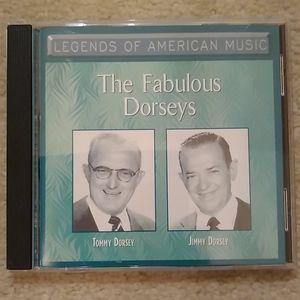 LEGENDS OF AMERICAN MUSIC
The Fabulous
Dorseys
TOMMY DORSEY
JIMMY DORSEY